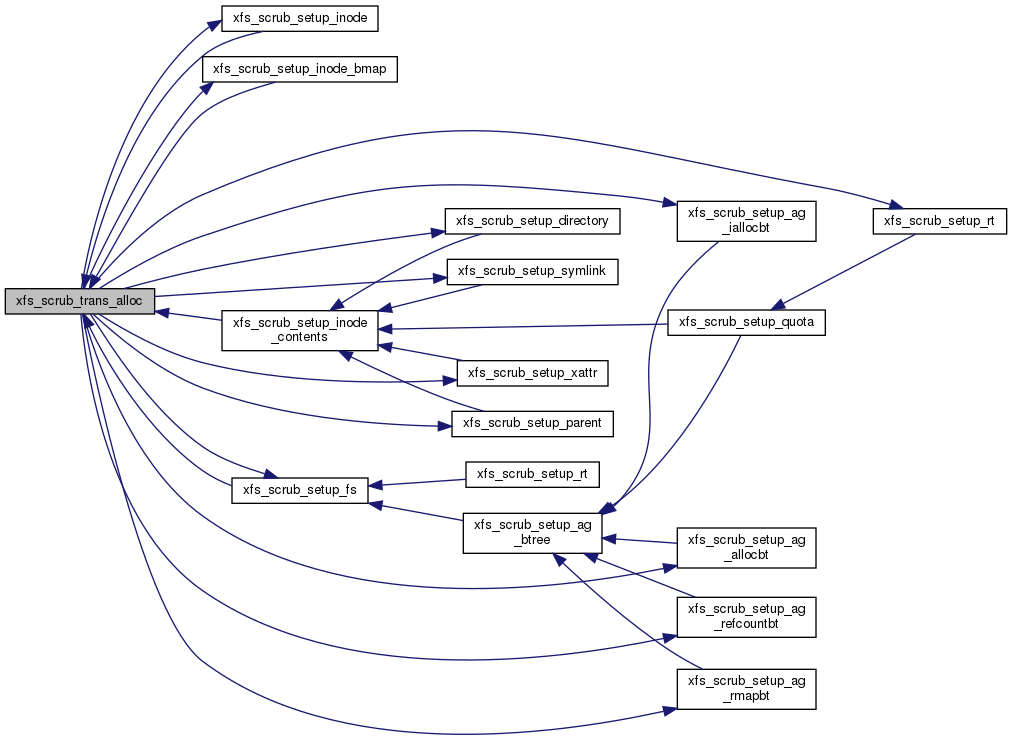 xfs_scrub_setup_inode
xfs_scrub_setup_inode_bmap
xfs_scrub_setup_directory
xfs_scrub_setup_ag
_iallocbt
xfs_scrub_setup_rt
xfs_scrub_setup_symlink
xfs_scrub_trans_alloc
xfs_scrub_setup_inode
_contents
xfs_scrub_setup_quota
xfs_scrub_setup_xattr
xfs_scrub_setup_parent
xfs_scrub_setup_fs
xfs_scrub_setup_rt
xfs_scrub_setup_ag
_btree
xfs_scrub_setup_ag
_allocbt
xfs_scrub_setup_ag
_refcountbt
xfs_scrub_setup_ag
_rmapbt